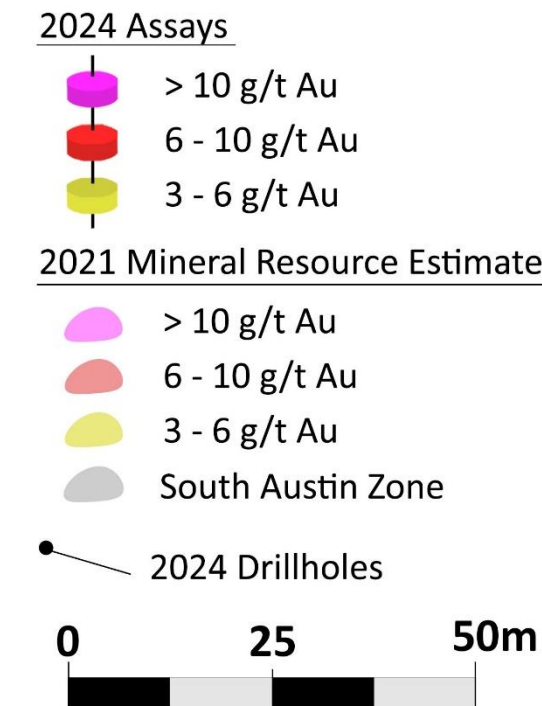 2024 Assays
> 10 g/t Au
6 - 10 g/t Au
3 - 6 g/t Au
2021 Mineral Resource Estimate
> 10 g/t Au
6 - 10 g/t Au
3 - 6 g/t Au
South Austin Zone
2024 Drillholes
0 25 50m